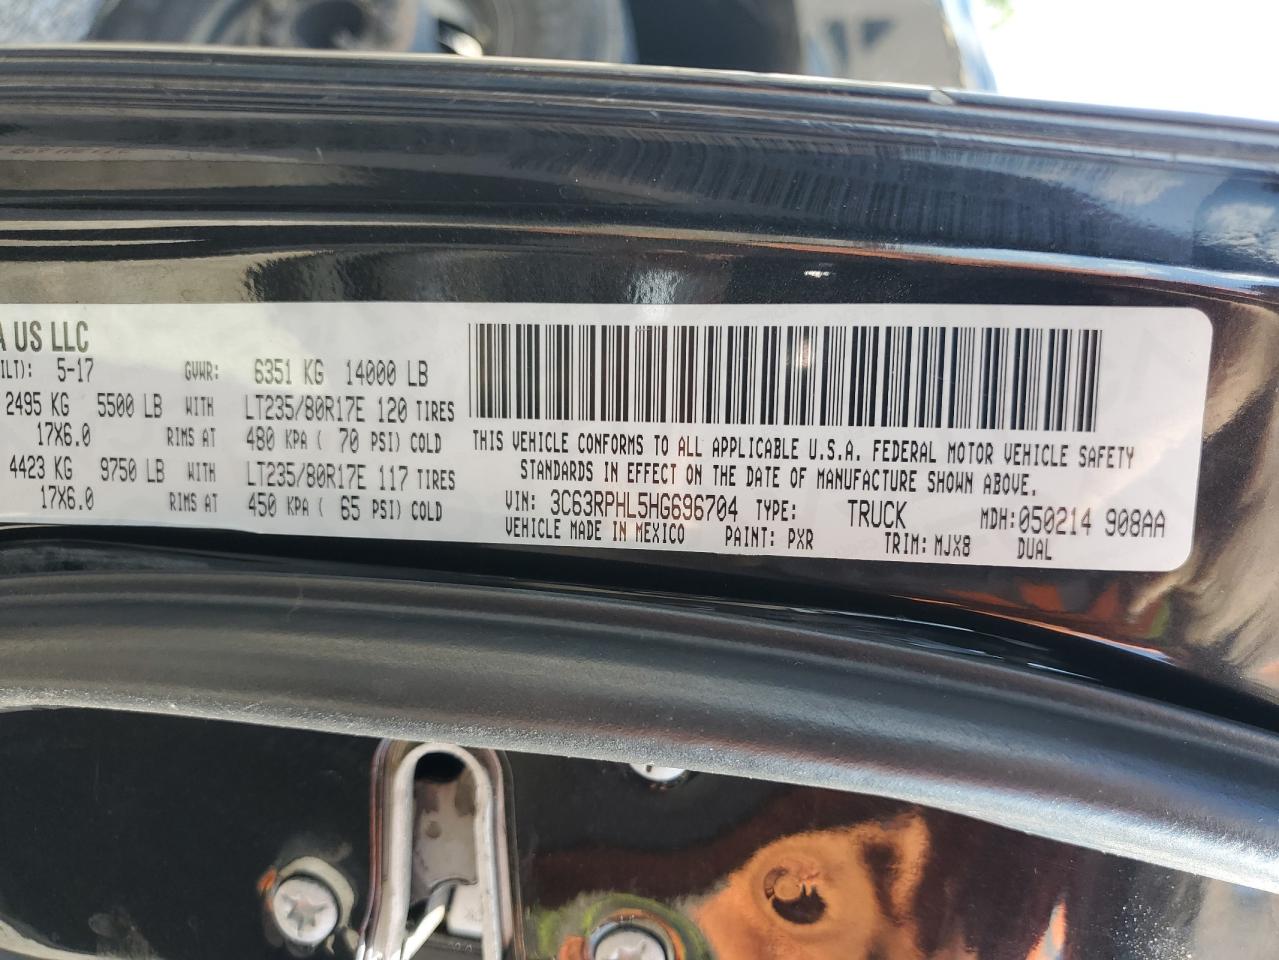 A US LLC
ILT): 5-17 GVWR: 6351 KG 14000 LB
2495 KG 5500 LB WITH LT235/80R17E 120 TIRES
17X6.0 RIMS AT 480 KPA ( 70 PSI) COLD
4423 KG 9750 LB WITH LT235/80R17E 117 TIRES
17X6.0 RIMS AT 450 KPA ( 65 PSI) COLD
THIS VEHICLE CONFORMS TO ALL APPLICABLE U.S.A. FEDERAL MOTOR VEHICLE SAFETY
STANDARDS IN EFFECT ON THE DATE OF MANUFACTURE SHOWN ABOVE.
VIN: 3C63RPHL5HG696704 TYPE: TRUCK MDH:050214 908AA
VEHICLE MADE IN MEXICO PAINT: PXR TRIM: MJX8 DUAL